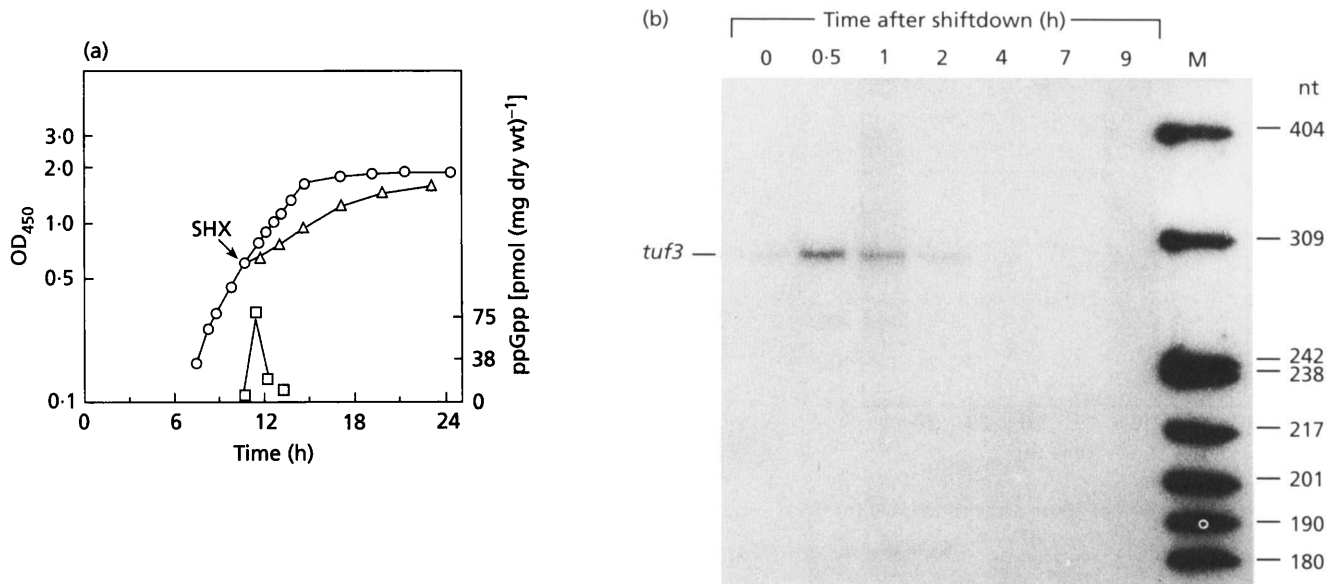 (a)
3·0
2·0
1·0
0·5
0·1
OD450
SHX
75
38
0
ppGpp [pmol (mg dry wt)−1]
0 6 12 18 24
Time (h)
(b)
Time after shiftdown (h)
0 0·5 1 2 4 7 9 M
nt
tuf3
404
309
242
238
217
201
190
180